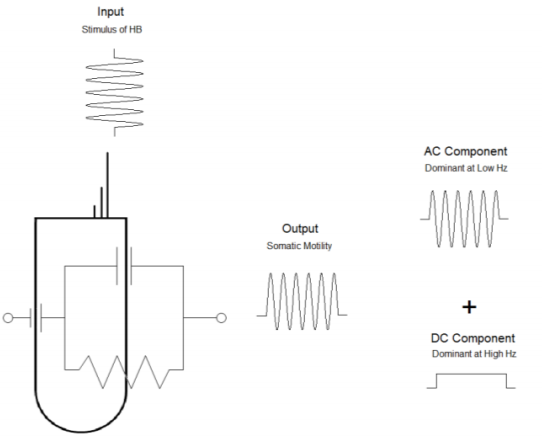 Input
Stimulus of HB
Output
Somatic Motility
AC Component
Dominant at Low Hz
+
DC Component
Dominant at High Hz